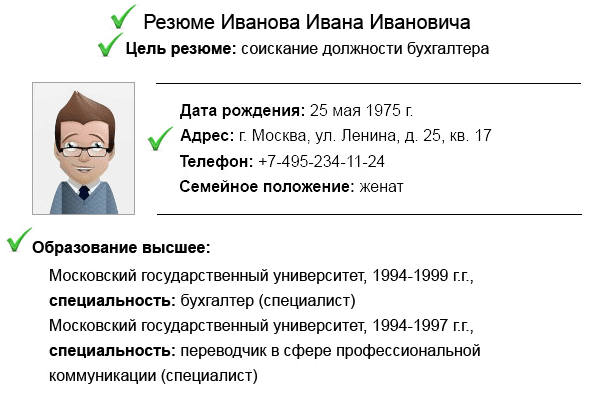 Резюме Иванова Ивана Ивановича
Цель резюме: соискание должности бухгалтера
Дата рождения: 25 мая 1975 г.
Адрес: г. Москва, ул. Ленина, д. 25, кв. 17
Телефон: +7-495-234-11-24
Семейное положение: женат
Образование высшее:
Московский государственный университет, 1994-1999 г.г.,
специальность: бухгалтер (специалист)
Московский государственный университет, 1994-1997 г.г.,
специальность: переводчик в сфере профессиональной
коммуникации (специалист)